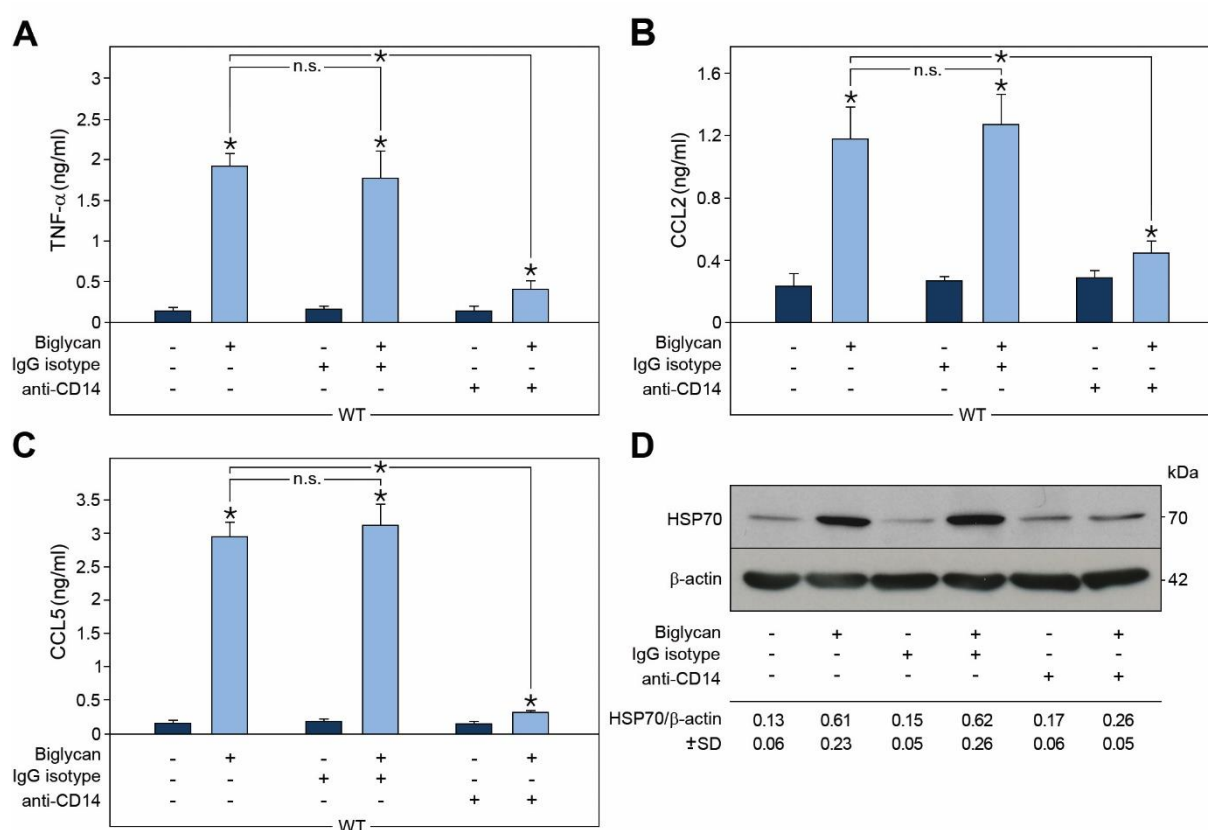 A
*
n.s.
3
2.5
2
1.5
1
0.5
0
TNF-α (ng/ml)
* * *
Biglycan - + - + - +
IgG isotype - - + + - -
anti-CD14 - - - - + +
WT
B
*
n.s.
1.6
1.2
0.8
0.4
0
CCL2 (ng/ml)
* * *
Biglycan - + - + - +
IgG isotype - - + + - -
anti-CD14 - - - - + +
WT
C
*
n.s.
3.5
3
2.5
2
3
1
0.5
0
CCL5 (ng/ml)
* * *
Biglycan - + - + - +
IgG isotype - - + + - -
anti-CD14 - - - - + +
WT
D
kDa
HSP70 - 70
β-actin - 42
Biglycan - + - + - +
IgG isotype - - + + - -
anti-CD14 - - - - + +
HSP70/β-actin 0.13 0.61 0.15 0.62 0.17 0.26
±SD 0.06 0.23 0.05 0.26 0.06 0.05